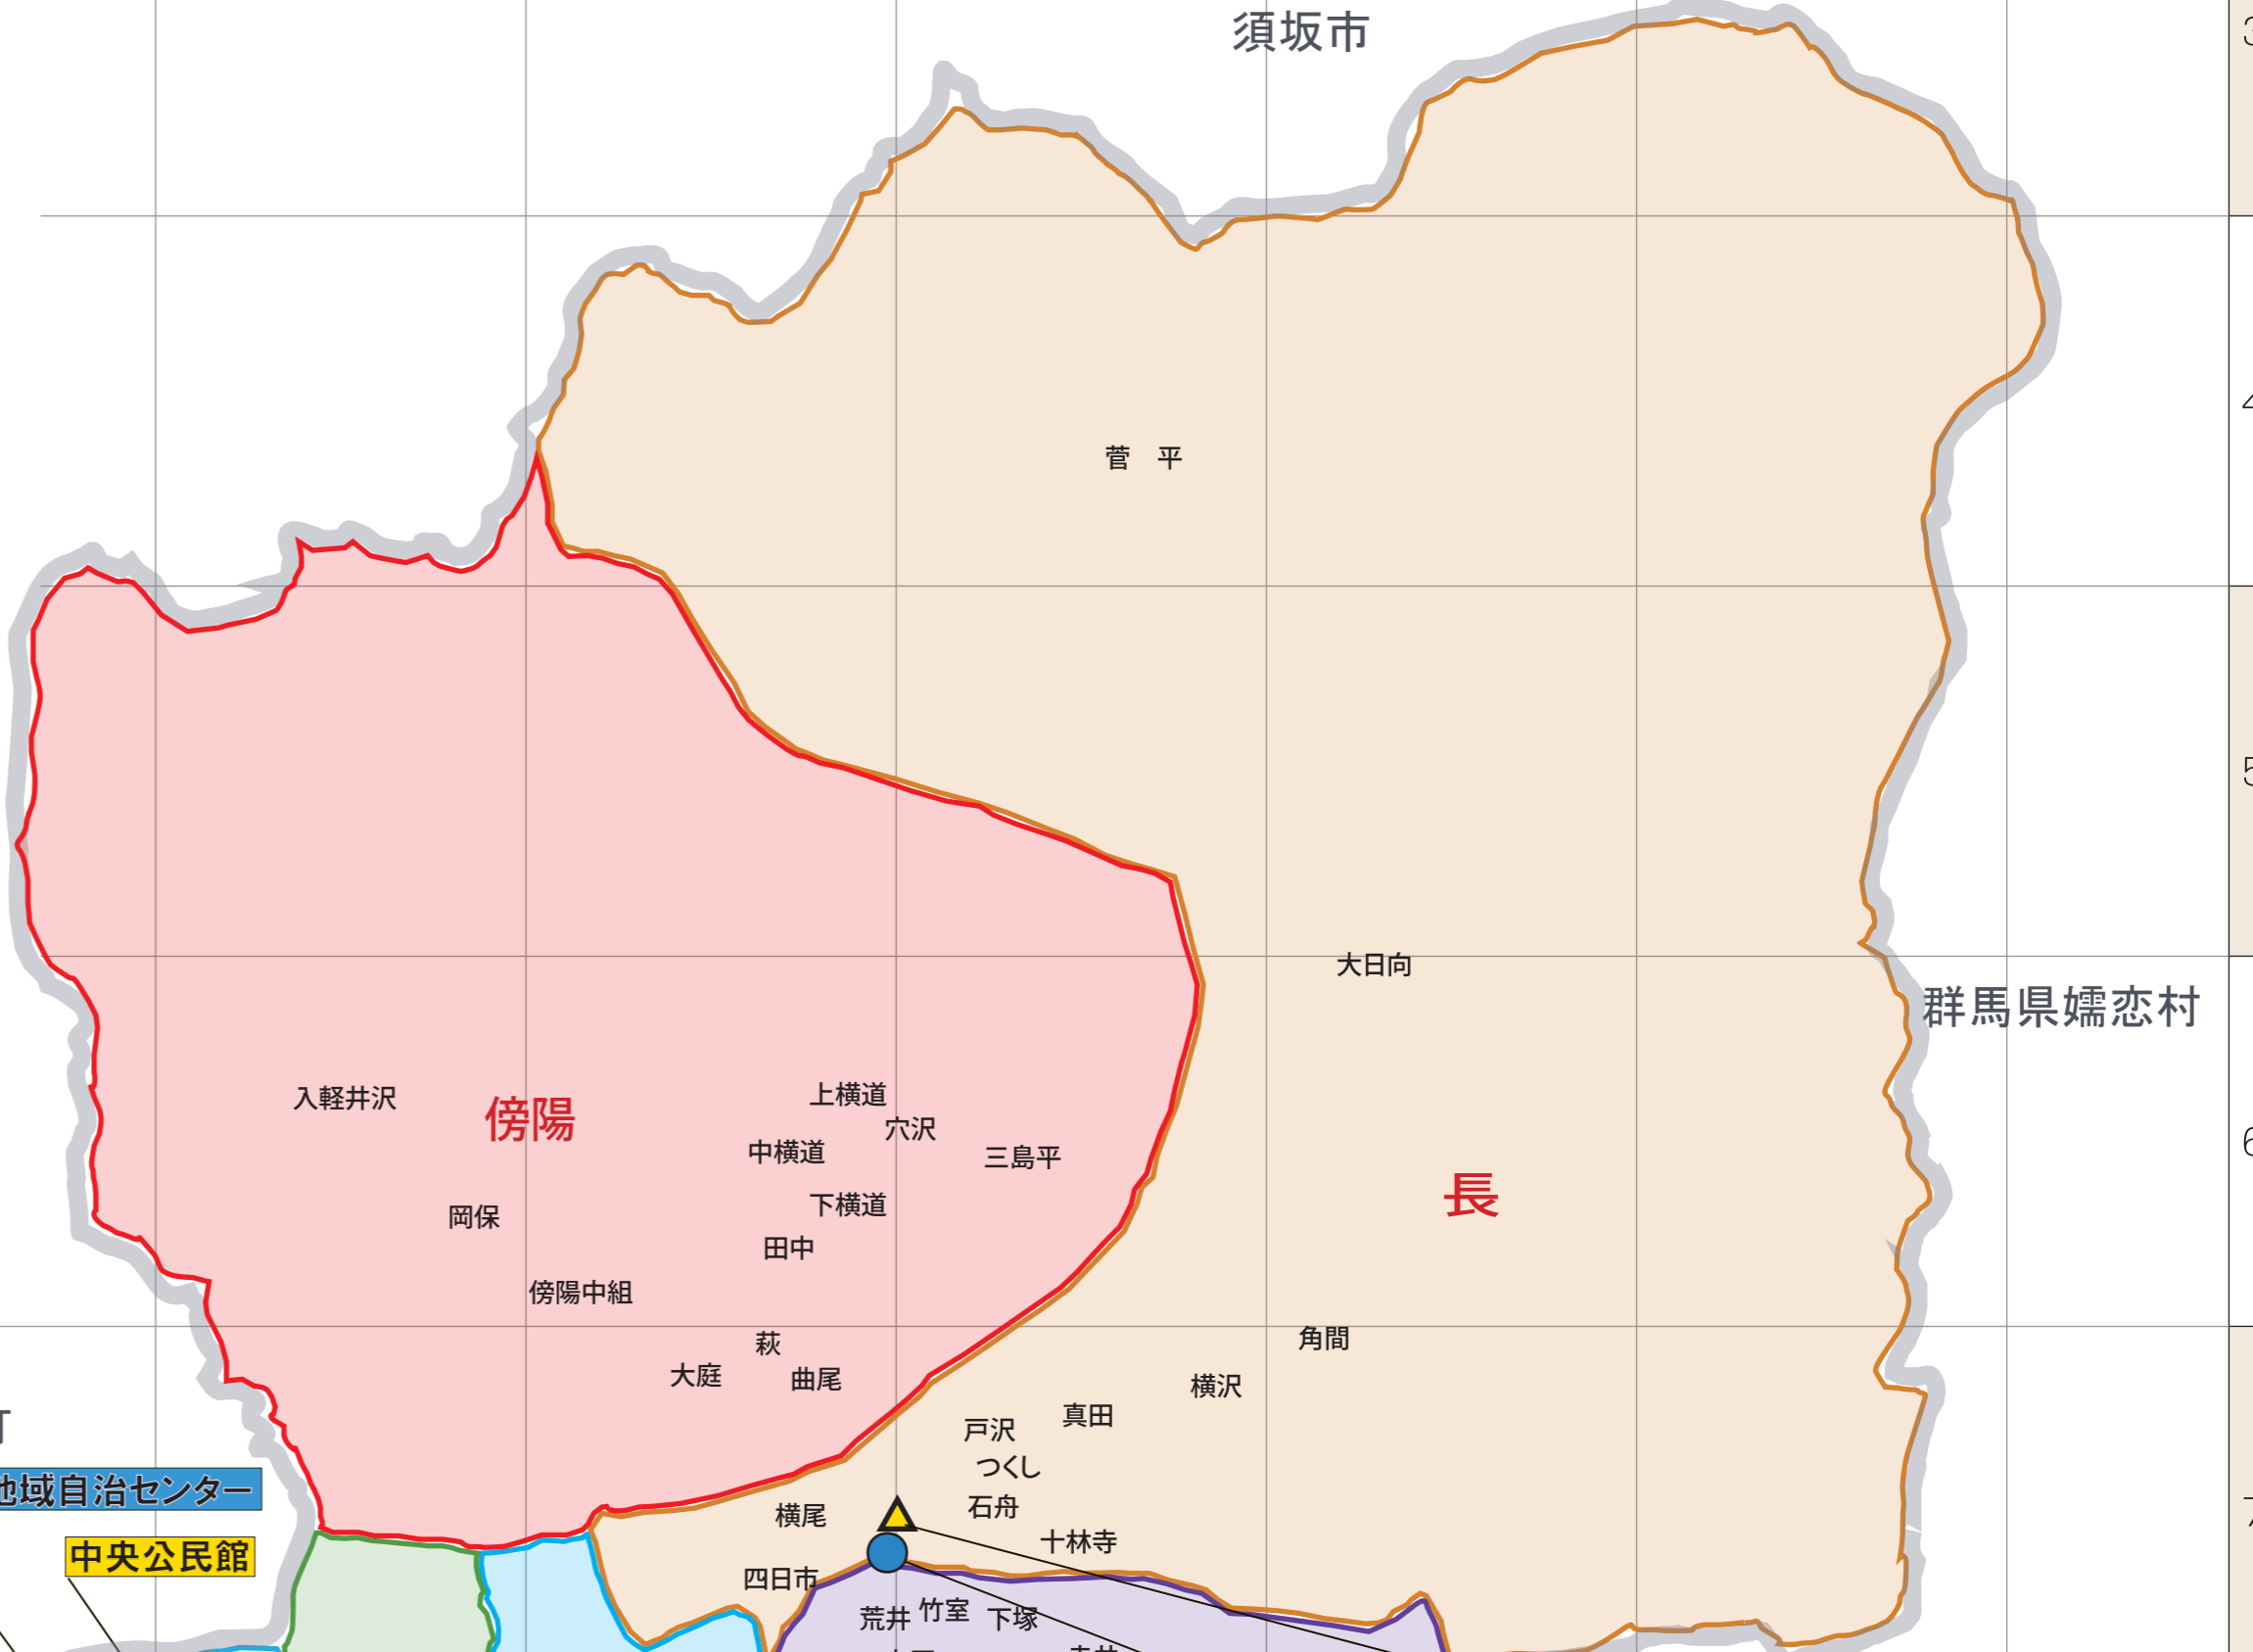 須坂市
菅　平
大日向
群馬県嬬恋村
入軽井沢
傍陽
上横道
穴沢
中横道
三島平
下横道
長
岡保
田中
傍陽中組
角間
萩
大庭
曲尾
横沢
真田
戸沢
つくし
地域自治センター
石舟
横尾
十林寺
中央公民館
四日市
荒井
竹室
下塚
4
5
6
7